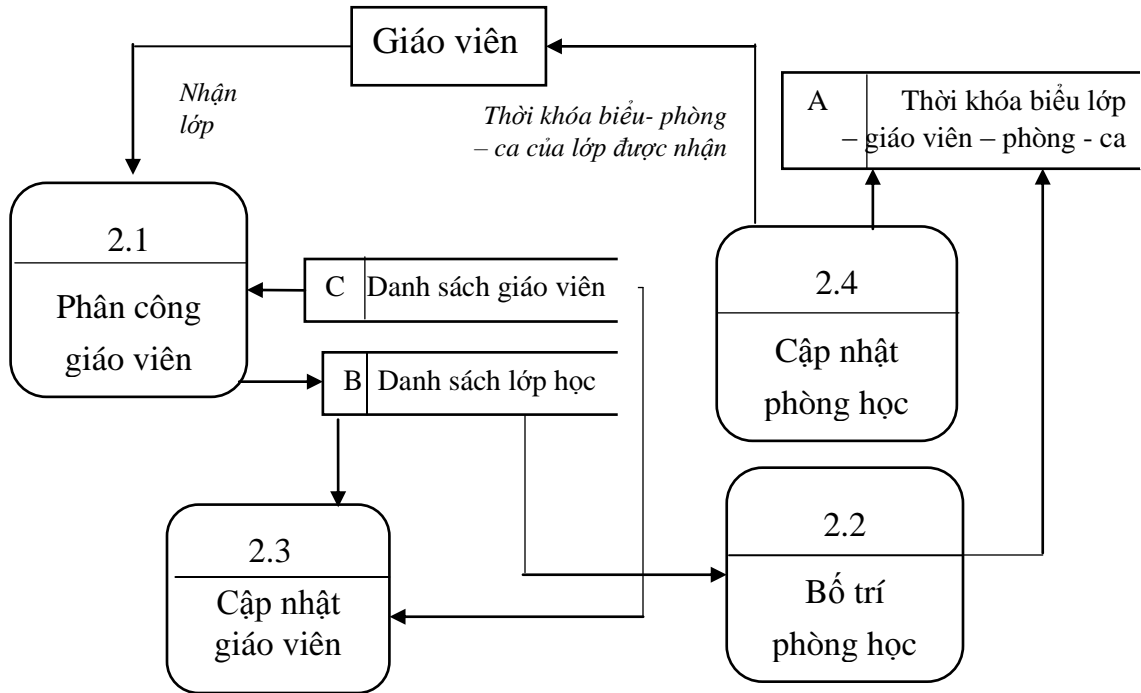 Giáo viên
Nhận
lớp
Thời khóa biểu- phòng
– ca của lớp được nhận
A
Thời khóa biểu lớp
– giáo viên – phòng - ca
2.1
Phân công
giáo viên
C Danh sách giáo viên
B Danh sách lớp học
2.4
Cập nhật
phòng học
2.3
Cập nhật
giáo viên
2.2
Bố trí
phòng học